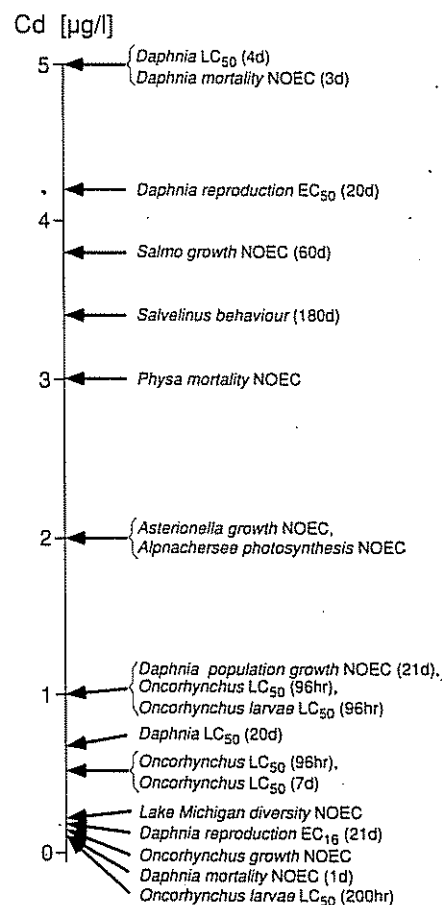 Cd [µg/l]
5
{Daphnia LC50 (4d)
Daphnia mortality NOEC (3d)
Daphnia reproduction EC50 (20d)
4
Salmo growth NOEC (60d)
Salvelinus behaviour (180d)
3
Physa mortality NOEC
2
{Asterionella growth NOEC,
Alpnachersee photosynthesis NOEC
1
{Daphnia population growth NOEC (21d),
Oncorhynchus LC50 (96hr),
Oncorhynchus larvae LC50 (96hr)
Daphnia LC50 (20d)
{Oncorhynchus LC50 (96hr),
Oncorhynchus LC50 (7d)
Lake Michigan diversity NOEC
Daphnia reproduction EC16 (21d)
0
Oncorhynchus growth NOEC
Daphnia mortality NOEC (1d)
Oncorhynchus larvae LC50 (200hr)